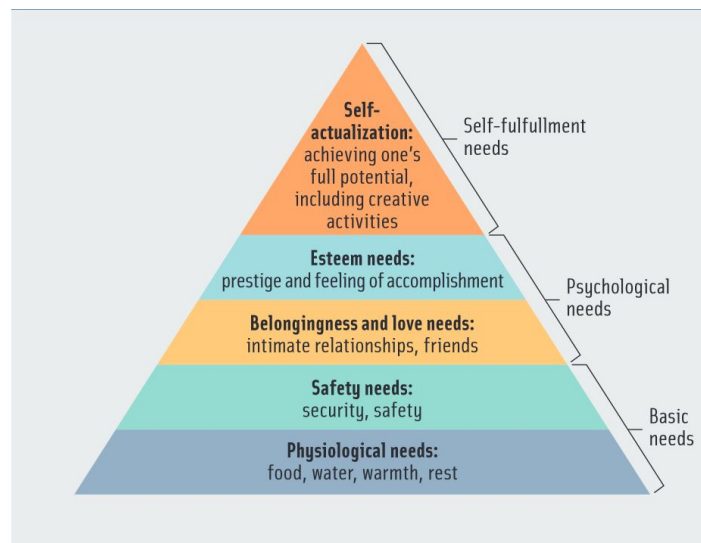 Self-
actualization:
achieving one's
full potential,
including creative
activities
Self-fulfullment
needs
Esteem needs:
prestige and feeling of accomplishment
Psychological
needs
Belongingness and love needs:
intimate relationships, friends
Safety needs:
security, safety
Basic
needs
Physiological needs:
food, water, warmth, rest